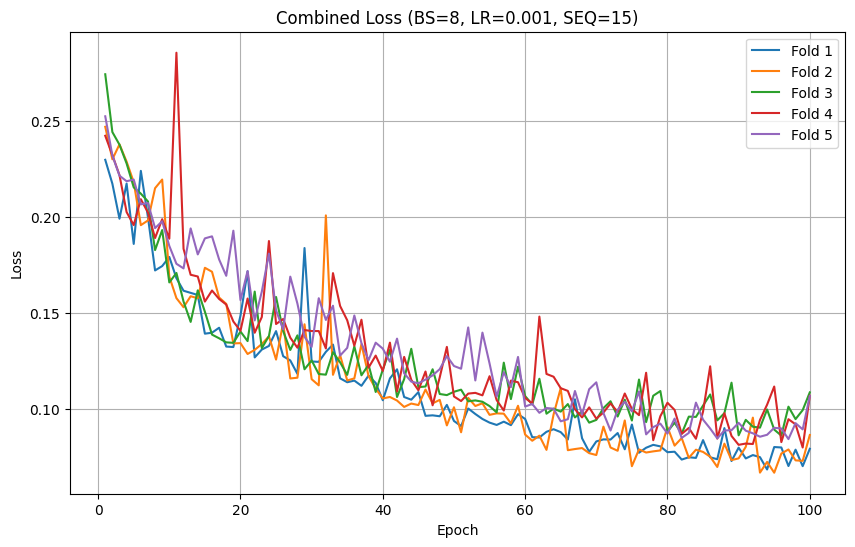 Combined Loss (BS=8, LR=0.001, SEQ=15)
Fold 1
Fold 2
Fold 3
Fold 4
Fold 5
Loss
0.25
0.20
0.15
0.10
0 20 40 60 80 100
Epoch